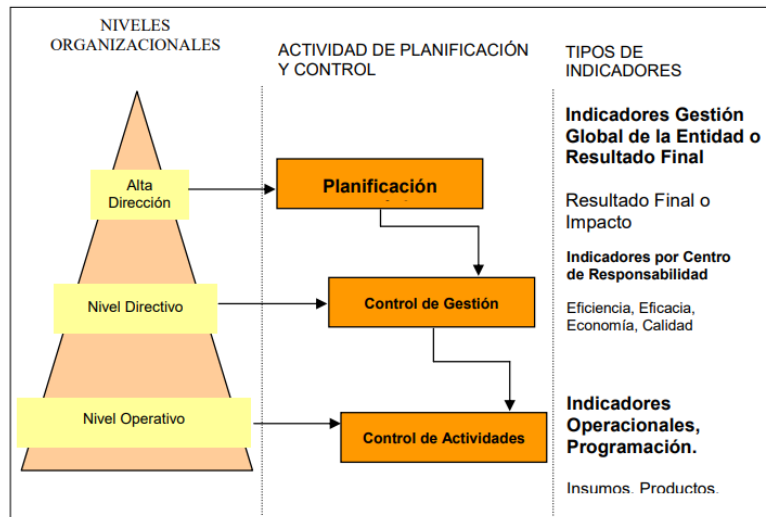 NIVELES
ORGANIZACIONALES
ACTIVIDAD DE PLANIFICACIÓN
Y CONTROL
TIPOS DE
INDICADORES
Alta
Dirección
Planificación
Indicadores Gestión
Global de la Entidad o
Resultado Final
Resultado Final o
Impacto
Nivel Directivo
Control de Gestión
Indicadores por Centro
de Responsabilidad
Eficiencia, Eficacia,
Economía, Calidad
Nivel Operativo
Control de Actividades
Indicadores
Operacionales,
Programación.
Insumos. Productos.